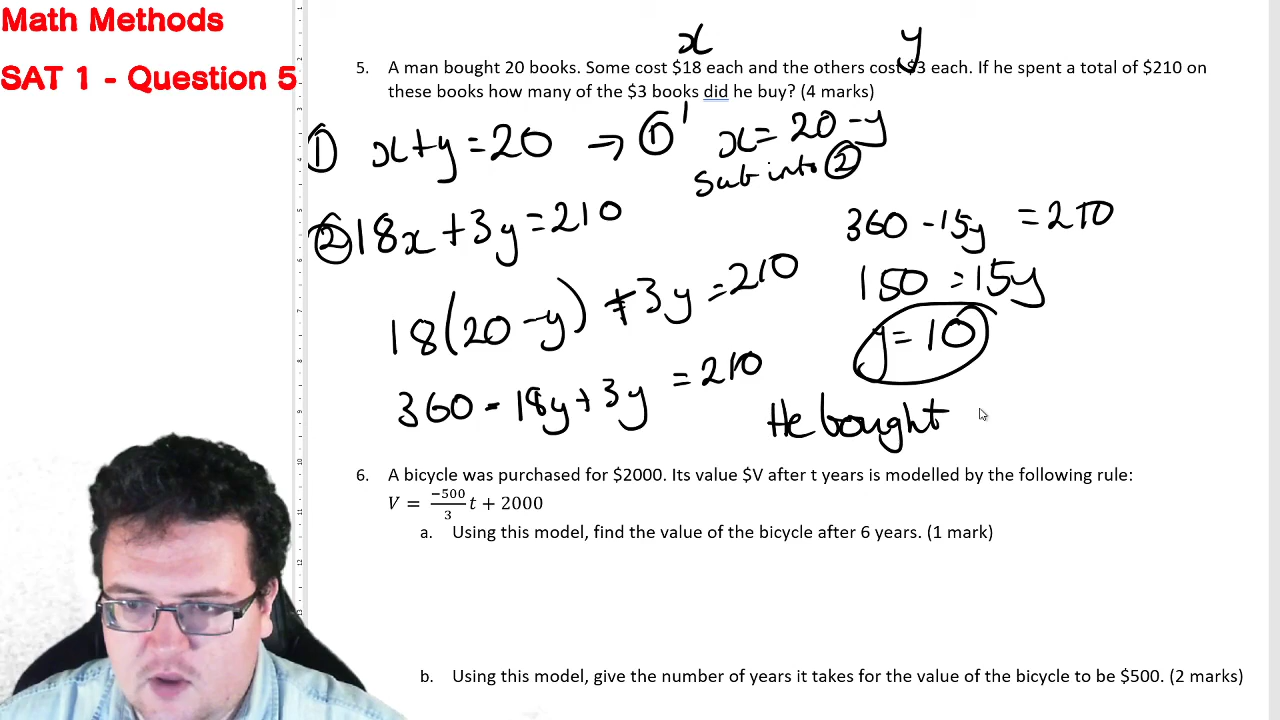 Math Methods
SAT 1 - Question 5
x y
5. A man bought 20 books. Some cost $18 each and the others cost $3 each. If he spent a total of $210 on
these books how many of the $3 books did he buy? (4 marks)
① x+y=20 → ①' x=20-y
Sub into ②
② 18x+3y=210
18(20-y)+3y=210
360-18y+3y=210
360-15y=210
150=15y
y=10
He bought
6. A bicycle was purchased for $2000. Its value $V after t years is modelled by the following rule:
V = −500/3 t + 2000
a. Using this model, find the value of the bicycle after 6 years. (1 mark)
b. Using this model, give the number of years it takes for the value of the bicycle to be $500. (2 marks)